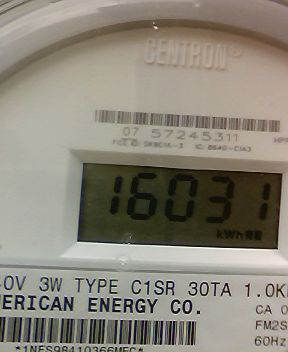 CENTRON®
07 57245311
16031
kWh
0V 3W TYPE C1SR 30TA 1.0K
ERICAN ENERGY CO.
CA 0
FM2S
60Hz